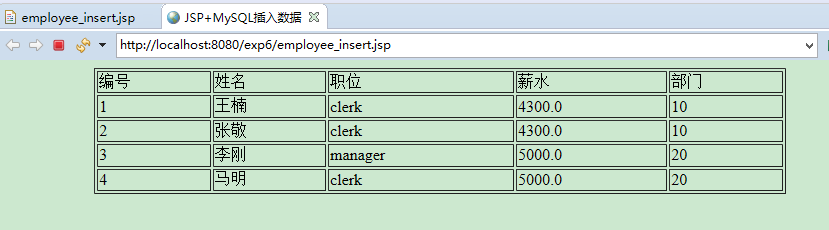 employee_insert.jsp JSP+MySQL插入数据
http://localhost:8080/exp6/employee_insert.jsp
编号 姓名 职位 薪水 部门
1 王楠 clerk 4300.0 10
2 张敬 clerk 4300.0 10
3 李刚 manager 5000.0 20
4 马明 clerk 5000.0 20